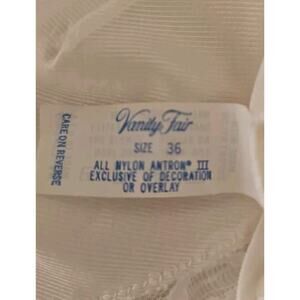 Vanity Fair
SIZE 36
ALL NYLON ANTRON® III
EXCLUSIVE OF DECORATION
OR OVERLAY
CARE ON REVERSE